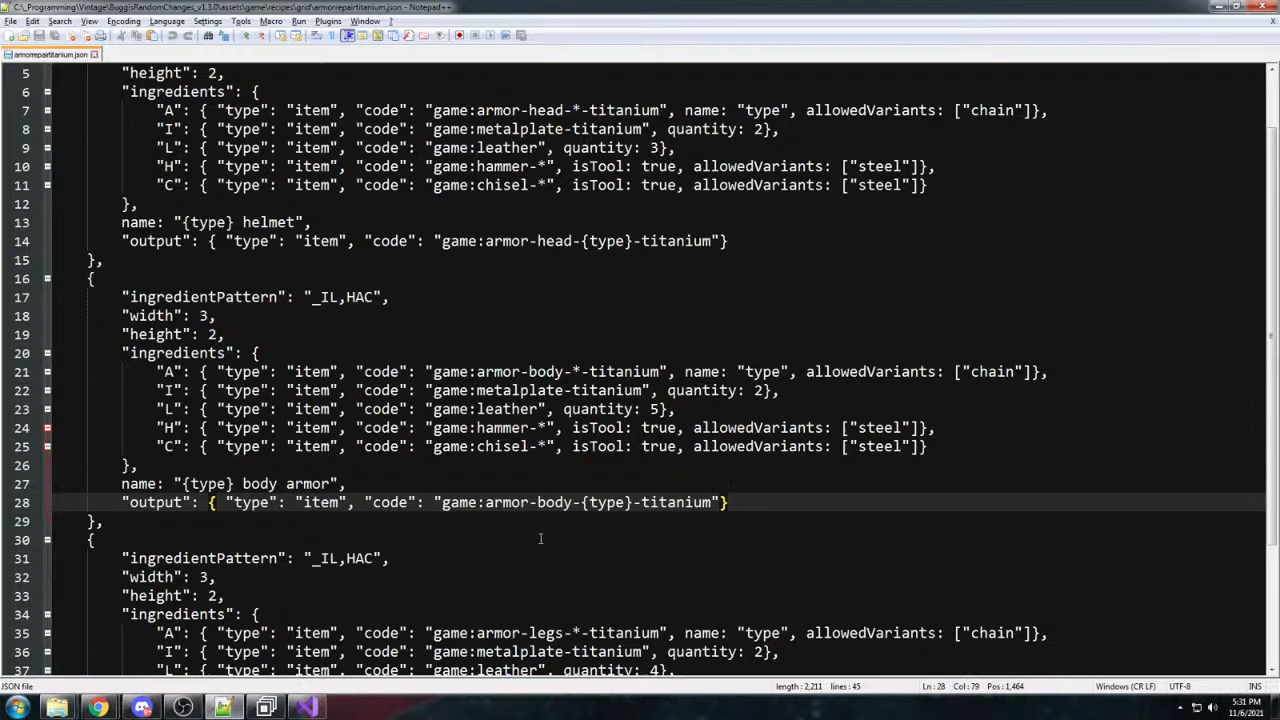 C:\_Programming\Vintage\BuggisRandomChanges_v1.3.0\assets\game\recipes\grid\armorrepairtitanium.json - Notepad++
File Edit Search View Encoding Language Settings Tools Macro Run Plugins Window ? X
armorrepairtitanium.json
5 "height": 2,
6 "ingredients": {
7 "A": { "type": "item", "code": "game:armor-head-*-titanium", name: "type", allowedVariants: ["chain"]},
8 "I": { "type": "item", "code": "game:metalplate-titanium", quantity: 2},
9 "L": { "type": "item", "code": "game:leather", quantity: 3},
10 "H": { "type": "item", "code": "game:hammer-*", isTool: true, allowedVariants: ["steel"]},
11 "C": { "type": "item", "code": "game:chisel-*", isTool: true, allowedVariants: ["steel"]}
12 },
13 name: "{type} helmet",
14 "output": { "type": "item", "code": "game:armor-head-{type}-titanium"}
15 },
16 {
17 "ingredientPattern": "_IL,HAC",
18 "width": 3,
19 "height": 2,
20 "ingredients": {
21 "A": { "type": "item", "code": "game:armor-body-*-titanium", name: "type", allowedVariants: ["chain"]},
22 "I": { "type": "item", "code": "game:metalplate-titanium", quantity: 2},
23 "L": { "type": "item", "code": "game:leather", quantity: 5},
24 "H": { "type": "item", "code": "game:hammer-*", isTool: true, allowedVariants: ["steel"]},
25 "C": { "type": "item", "code": "game:chisel-*", isTool: true, allowedVariants: ["steel"]}
26 },
27 name: "{type} body armor",
28 "output": { "type": "item", "code": "game:armor-body-{type}-titanium"}
29 },
30 {
31 "ingredientPattern": "_IL,HAC",
32 "width": 3,
33 "height": 2,
34 "ingredients": {
35 "A": { "type": "item", "code": "game:armor-legs-*-titanium", name: "type", allowedVariants: ["chain"]},
36 "I": { "type": "item", "code": "game:metalplate-titanium", quantity: 2},
37 "L": { "type": "item", "code": "game:leather", quantity: 4},
JSON file length : 2,211 lines : 45 Ln : 28 Col : 79 Pos : 1,464 Windows (CR LF) UTF-8 INS
5:31 PM
11/6/2021